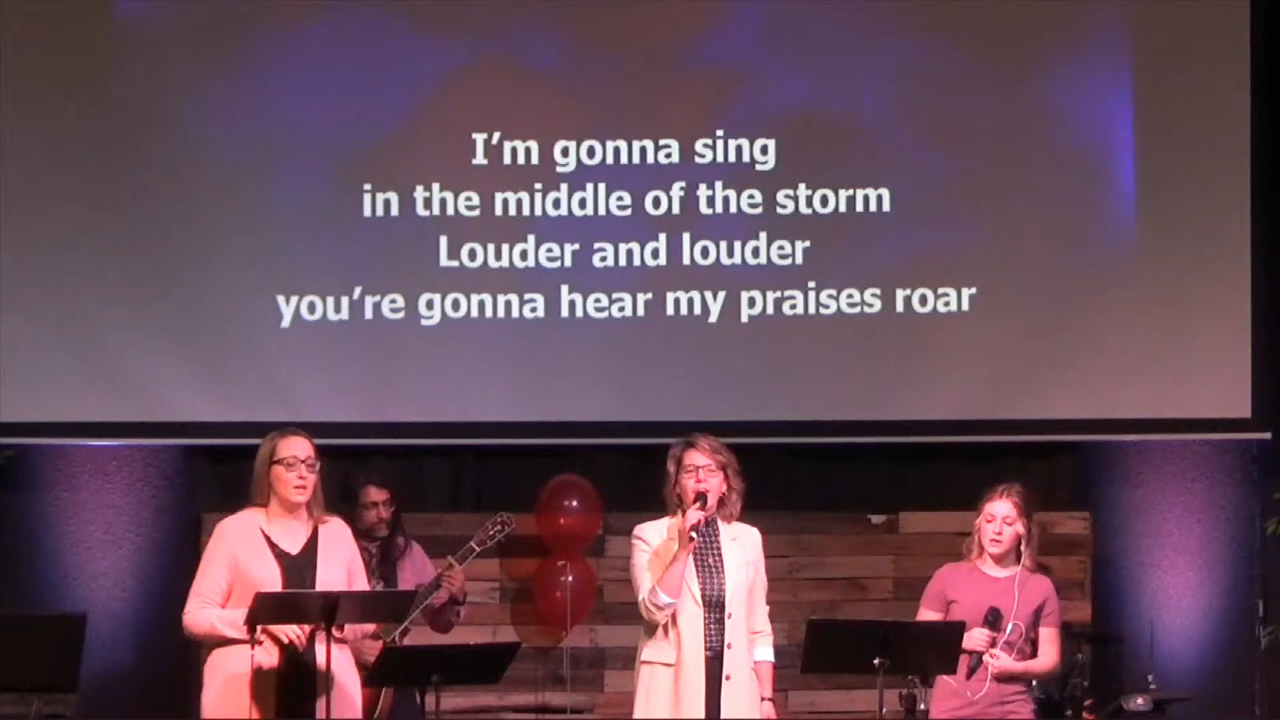 I'm gonna sing
in the middle of the storm
Louder and louder
you're gonna hear my praises roar